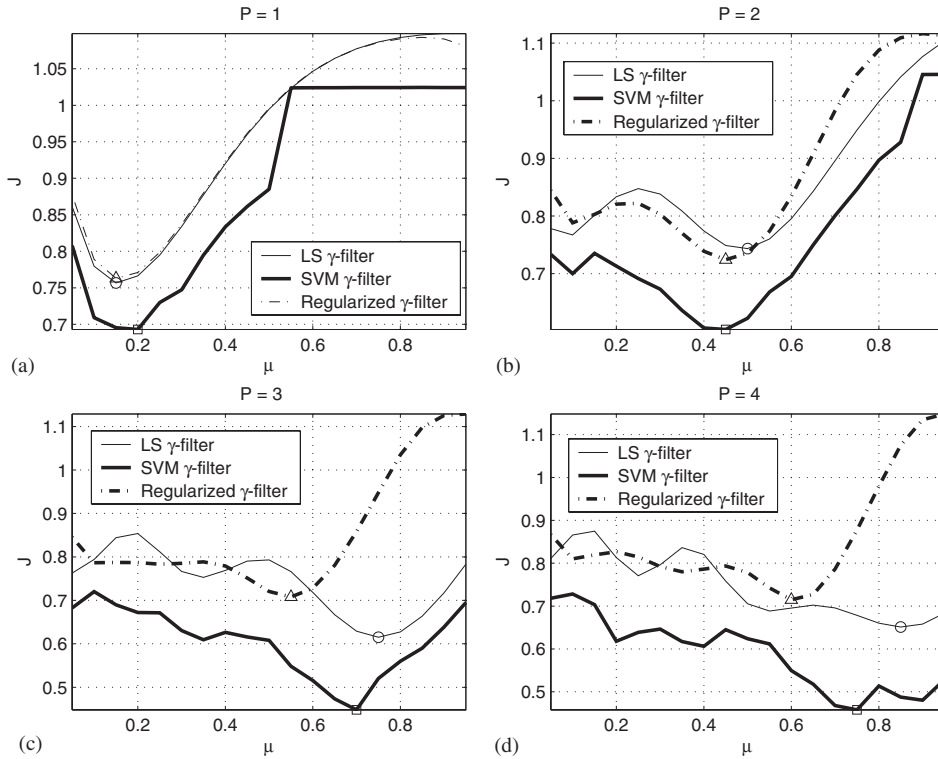 P = 1
1.05
1
0.95
0.9
0.85
0.8
0.75
0.7
J
LS γ-filter
SVM γ-filter
Regularized γ-filter
0.2 0.4 0.6 0.8
μ
(a)
P = 2
1.1
1
0.9
0.8
0.7
J
LS γ-filter
SVM γ-filter
Regularized γ-filter
0.2 0.4 0.6 0.8
μ
(b)
P = 3
1.1
1
0.9
0.8
0.7
0.6
0.5
J
LS γ-filter
SVM γ-filter
Regularized γ-filter
0.2 0.4 0.6 0.8
μ
(c)
P = 4
1.1
1
0.9
0.8
0.7
0.6
0.5
J
LS γ-filter
SVM γ-filter
Regularized γ-filter
0.2 0.4 0.6 0.8
μ
(d)